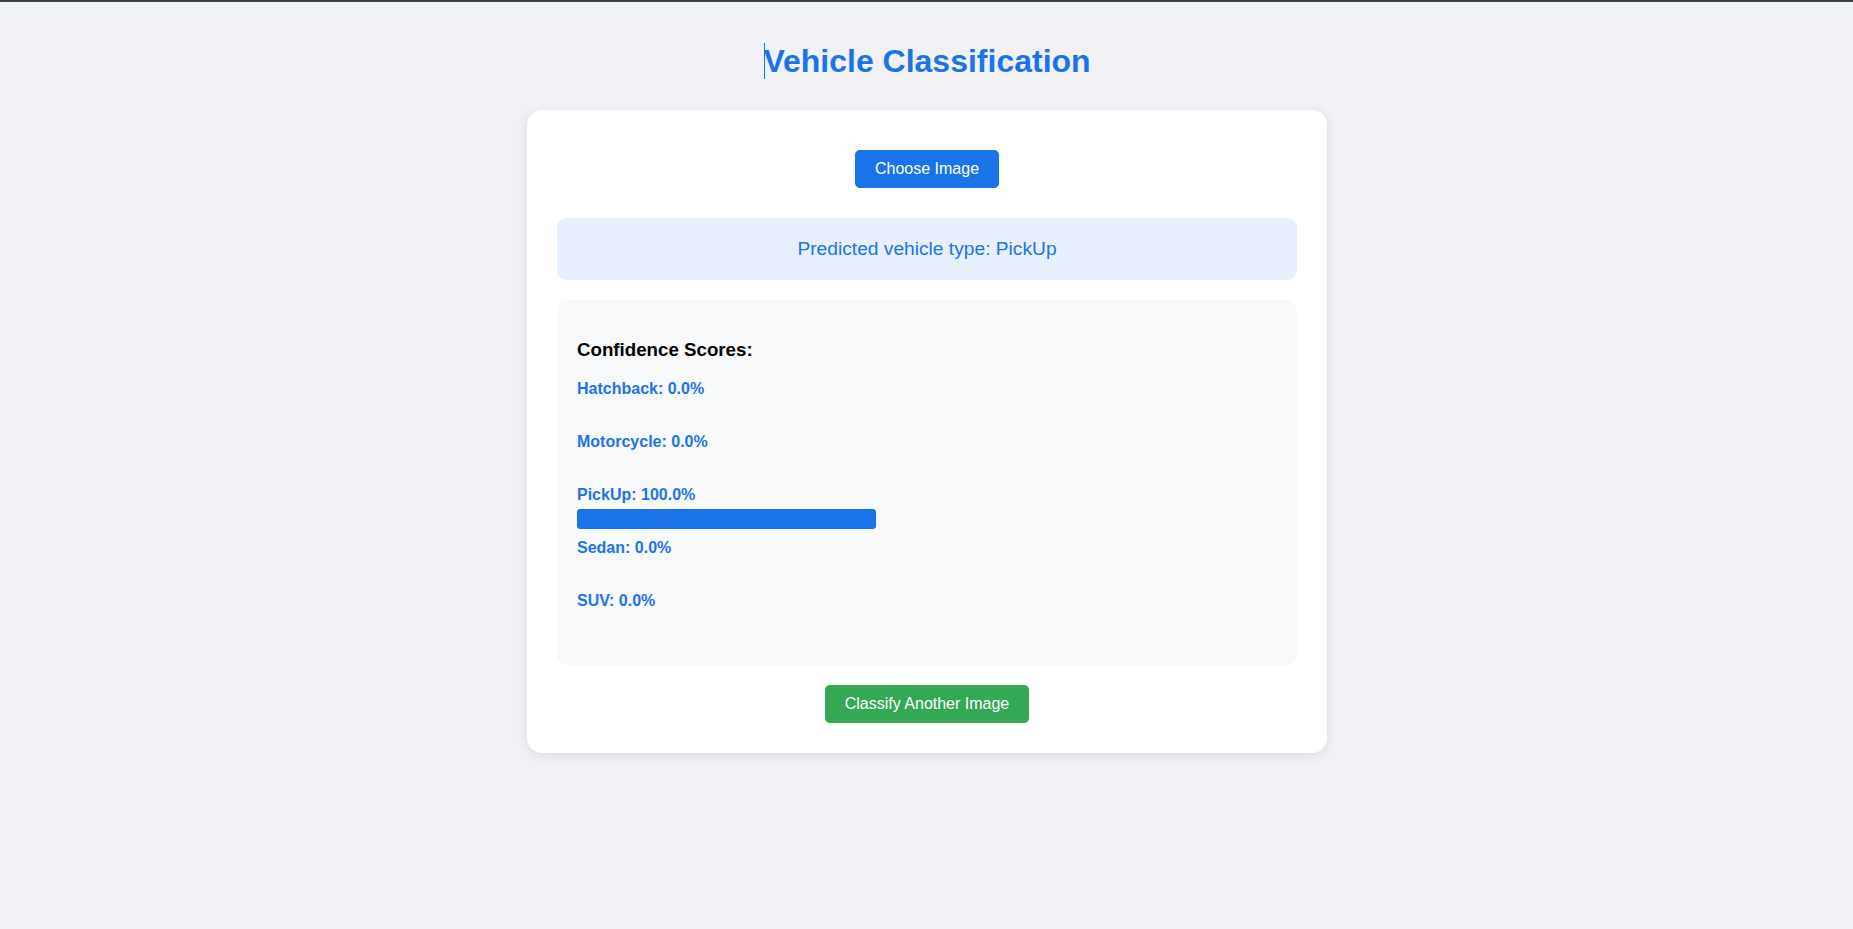 Vehicle Classification
Choose Image
Predicted vehicle type: PickUp
Confidence Scores:
Hatchback: 0.0%
Motorcycle: 0.0%
PickUp: 100.0%
Sedan: 0.0%
SUV: 0.0%
Classify Another Image